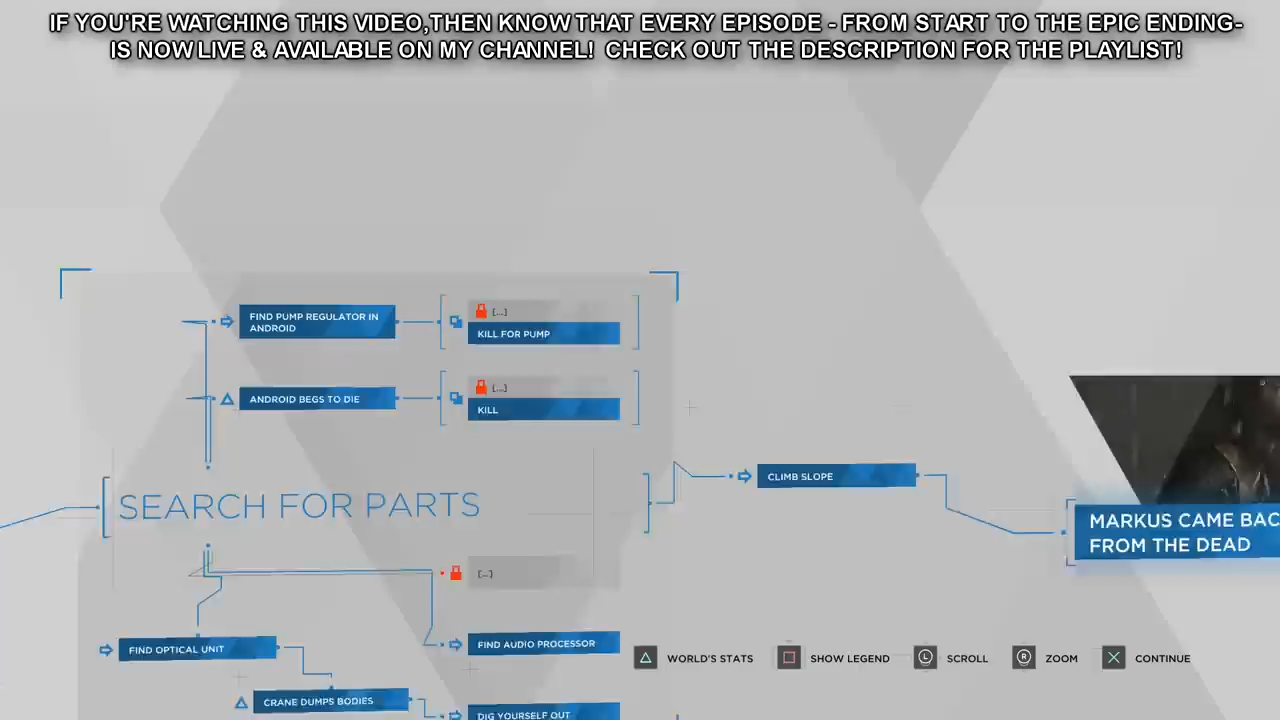 IF YOU'RE WATCHING THIS VIDEO,THEN KNOW THAT EVERY EPISODE - FROM START TO THE EPIC ENDING-
IS NOW LIVE & AVAILABLE ON MY CHANNEL! CHECK OUT THE DESCRIPTION FOR THE PLAYLIST!
FIND PUMP REGULATOR IN
ANDROID
[...]
KILL FOR PUMP
ANDROID BEGS TO DIE
[...]
KILL
CLIMB SLOPE
SEARCH FOR PARTS
MARKUS CAME BAC
FROM THE DEAD
[...]
FIND OPTICAL UNIT
FIND AUDIO PROCESSOR
WORLD'S STATS
SHOW LEGEND
L
SCROLL
R
ZOOM
CONTINUE
CRANE DUMPS BODIES
DIG YOURSELF OUT